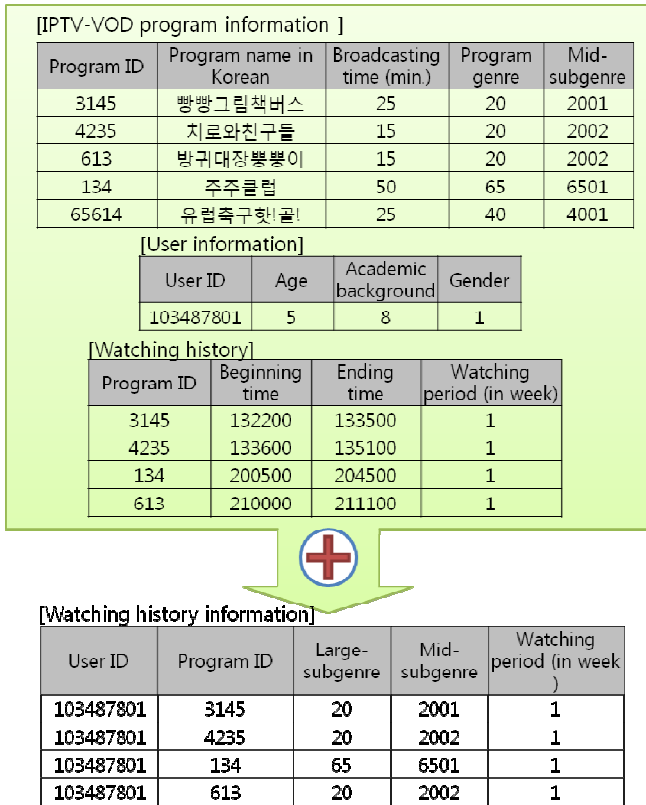 [IPTV-VOD program information ]
Program ID Program name in Korean Broadcasting time (min.) Program genre Mid-subgenre
3145 빵빵그림책버스 25 20 2001
4235 치로와친구들 15 20 2002
613 방귀대장뿡뿡이 15 20 2002
134 주주클럽 50 65 6501
65614 유럽축구핫!골! 25 40 4001
[User information]
User ID Age Academic background Gender
103487801 5 8 1
[Watching history]
Program ID Beginning time Ending time Watching period (in week)
3145 132200 133500 1
4235 133600 135100 1
134 200500 204500 1
613 210000 211100 1
[Watching history information]
User ID Program ID Large-subgenre Mid-subgenre Watching period (in week )
103487801 3145 20 2001 1
103487801 4235 20 2002 1
103487801 134 65 6501 1
103487801 613 20 2002 1